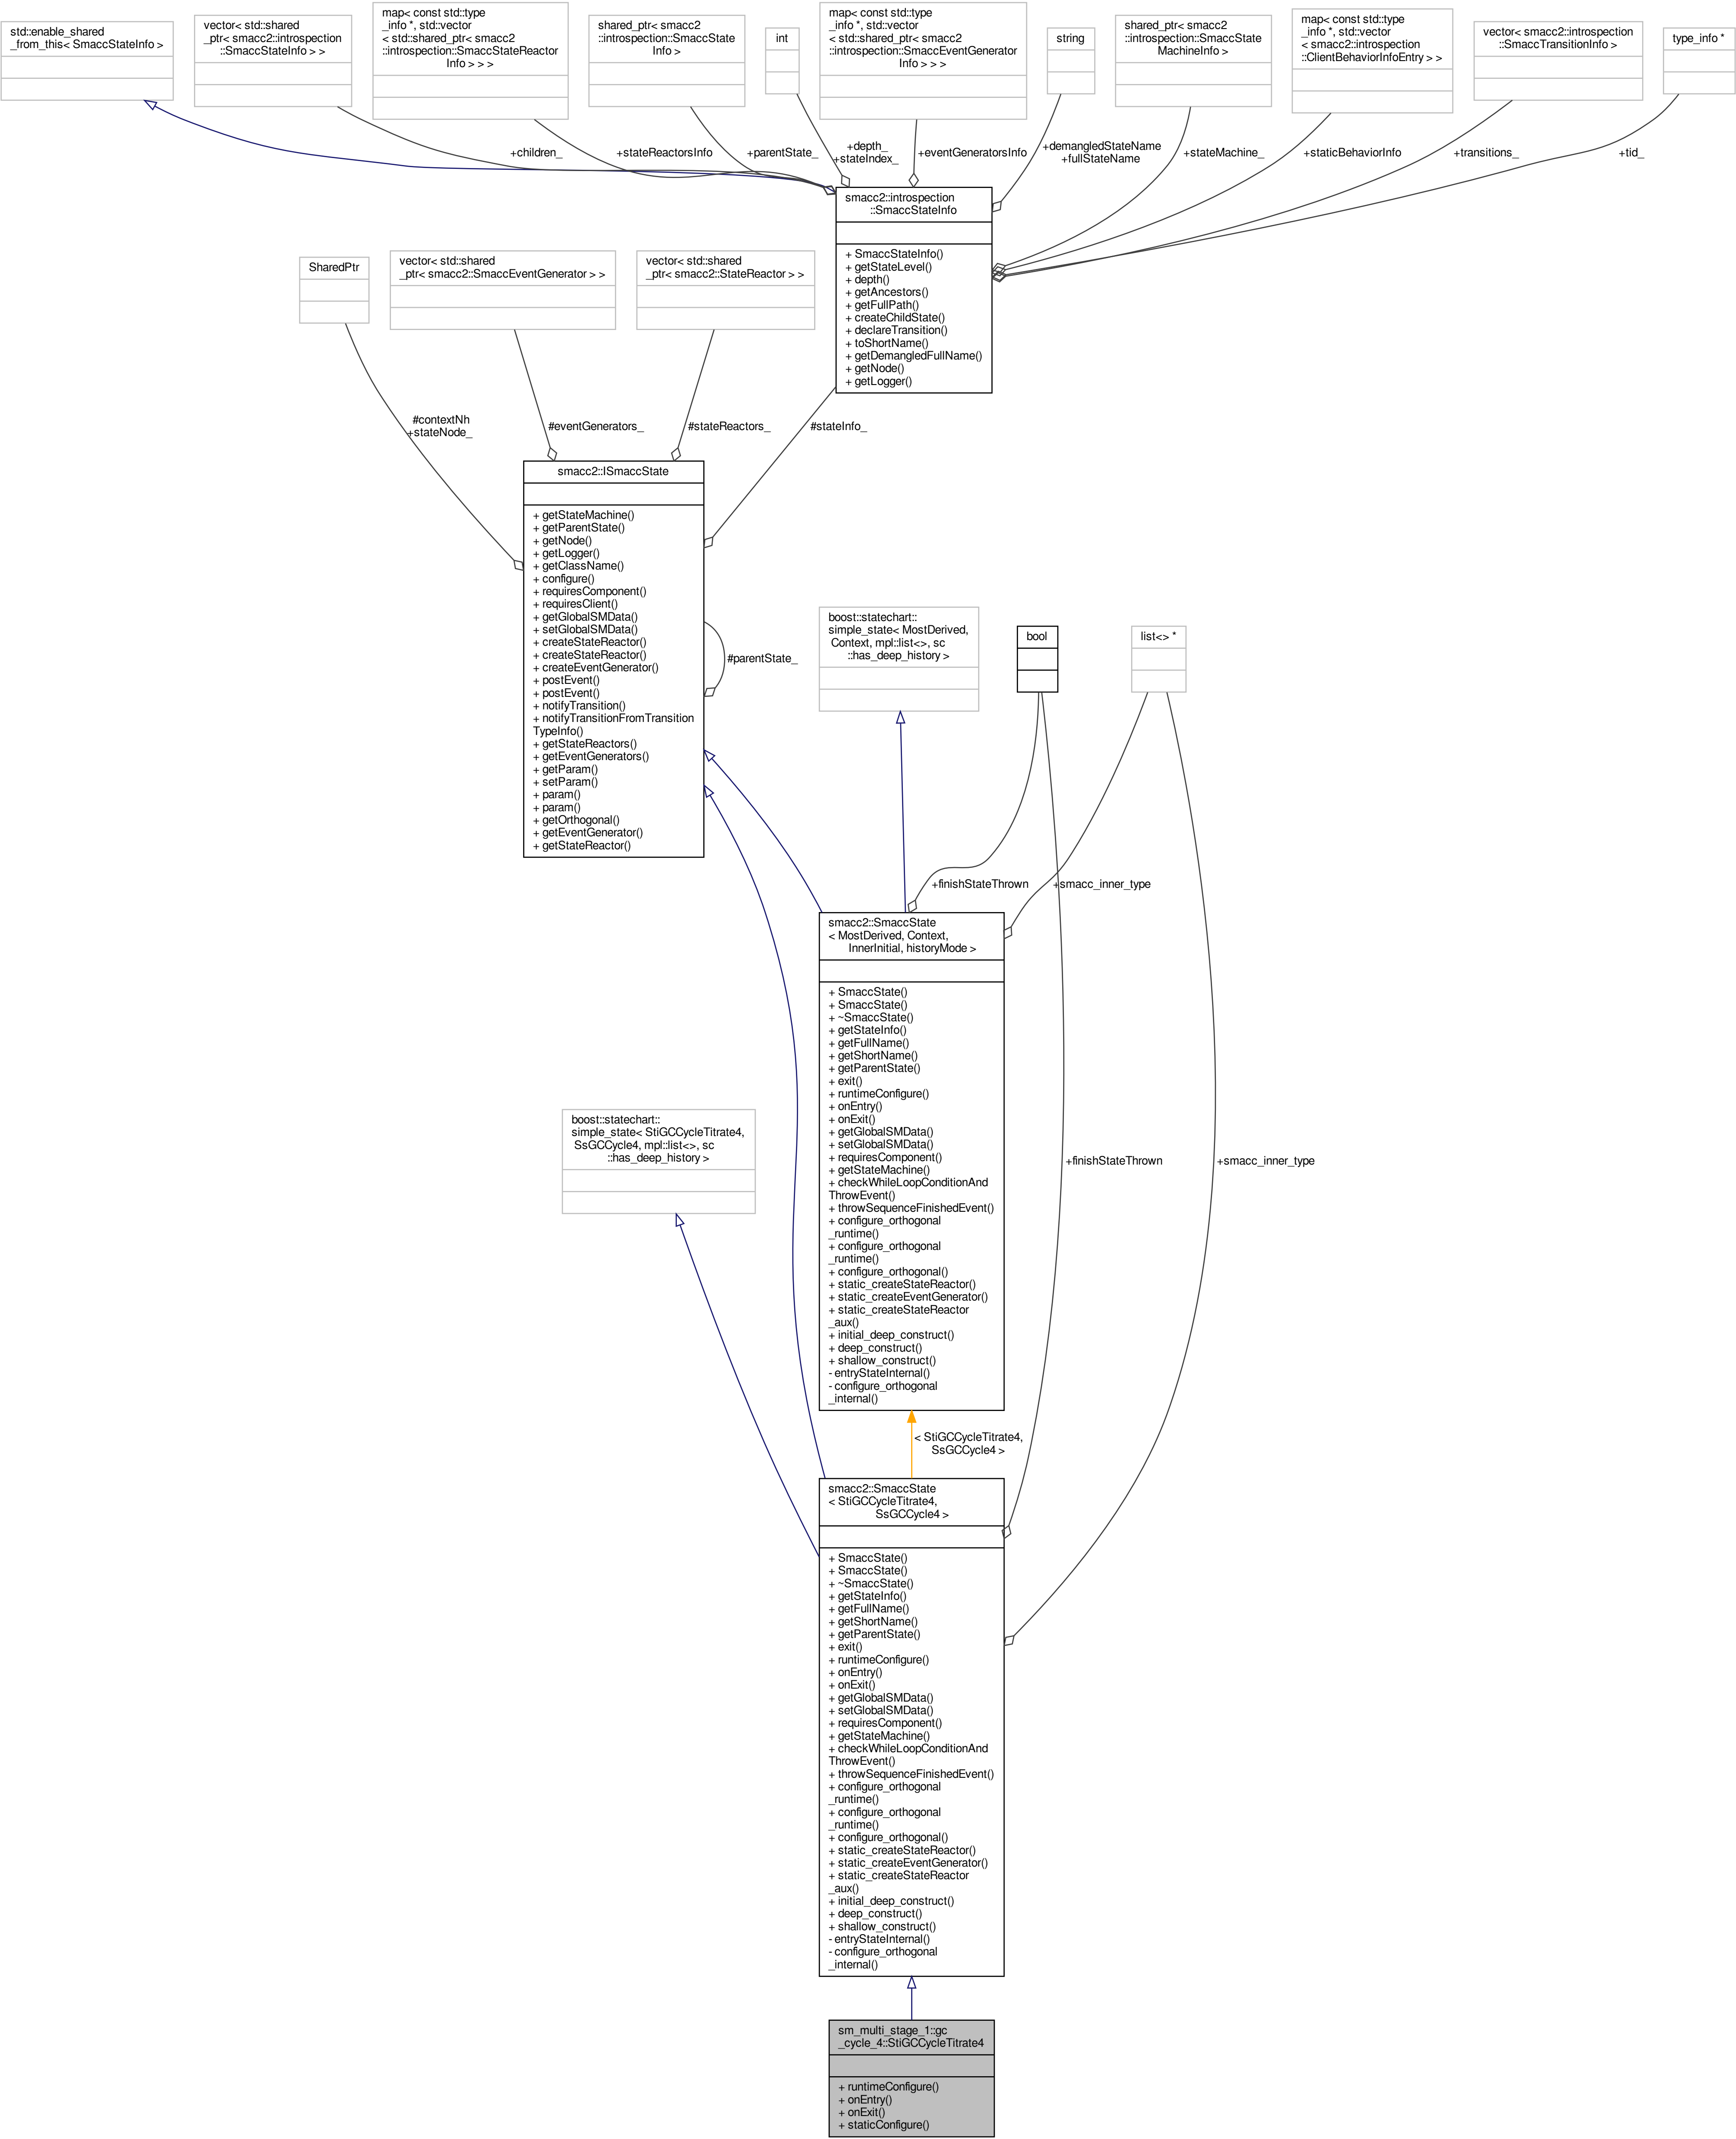 std::enable_shared
_from_this< SmaccStateInfo >
vector< std::shared
_ptr< smacc2::introspection
::SmaccStateInfo > >
map< const std::type
_info *, std::vector
< std::shared_ptr< smacc2
::introspection::SmaccStateReactor
Info > > >
shared_ptr< smacc2
::introspection::SmaccState
Info >
int
map< const std::type
_info *, std::vector
< std::shared_ptr< smacc2
::introspection::SmaccEventGenerator
Info > > >
string
shared_ptr< smacc2
::introspection::SmaccState
MachineInfo >
map< const std::type
_info *, std::vector
< smacc2::introspection
::ClientBehaviorInfoEntry > >
vector< smacc2::introspection
::SmaccTransitionInfo >
type_info *
+children_
+stateReactorsInfo
+parentState_
+depth_
+stateIndex_
+eventGeneratorsInfo
+demangledStateName
+fullStateName
+stateMachine_
+staticBehaviorInfo
+transitions_
+tid_
smacc2::introspection
::SmaccStateInfo
+ SmaccStateInfo()
+ getStateLevel()
+ depth()
+ getAncestors()
+ getFullPath()
+ createChildState()
+ declareTransition()
+ toShortName()
+ getDemangledFullName()
+ getNode()
+ getLogger()
SharedPtr
vector< std::shared
_ptr< smacc2::SmaccEventGenerator > >
vector< std::shared
_ptr< smacc2::StateReactor > >
#contextNh
+stateNode_
#eventGenerators_
#stateReactors_
#stateInfo_
smacc2::ISmaccState
+ getStateMachine()
+ getParentState()
+ getNode()
+ getLogger()
+ getClassName()
+ configure()
+ requiresComponent()
+ requiresClient()
+ getGlobalSMData()
+ setGlobalSMData()
+ createStateReactor()
+ createStateReactor()
+ createEventGenerator()
+ postEvent()
+ postEvent()
+ notifyTransition()
+ notifyTransitionFromTransition
TypeInfo()
+ getStateReactors()
+ getEventGenerators()
+ getParam()
+ setParam()
+ param()
+ param()
+ getOrthogonal()
+ getEventGenerator()
+ getStateReactor()
#parentState_
boost::statechart::
simple_state< MostDerived,
Context, mpl::list<>, sc
::has_deep_history >
bool
list<> *
+finishStateThrown
+smacc_inner_type
smacc2::SmaccState
< MostDerived, Context,
InnerInitial, historyMode >
+ SmaccState()
+ SmaccState()
+ ~SmaccState()
+ getStateInfo()
+ getFullName()
+ getShortName()
+ getParentState()
+ exit()
+ runtimeConfigure()
+ onEntry()
+ onExit()
+ getGlobalSMData()
+ setGlobalSMData()
+ requiresComponent()
+ getStateMachine()
+ checkWhileLoopConditionAnd
ThrowEvent()
+ throwSequenceFinishedEvent()
+ configure_orthogonal
_runtime()
+ configure_orthogonal
_runtime()
+ configure_orthogonal()
+ static_createStateReactor()
+ static_createEventGenerator()
+ static_createStateReactor
_aux()
+ initial_deep_construct()
+ deep_construct()
+ shallow_construct()
- entryStateInternal()
- configure_orthogonal
_internal()
boost::statechart::
simple_state< StiGCCycleTitrate4,
SsGCCycle4, mpl::list<>, sc
::has_deep_history >
+finishStateThrown
+smacc_inner_type
< StiGCCycleTitrate4,
SsGCCycle4 >
smacc2::SmaccState
< StiGCCycleTitrate4,
SsGCCycle4 >
+ SmaccState()
+ SmaccState()
+ ~SmaccState()
+ getStateInfo()
+ getFullName()
+ getShortName()
+ getParentState()
+ exit()
+ runtimeConfigure()
+ onEntry()
+ onExit()
+ getGlobalSMData()
+ setGlobalSMData()
+ requiresComponent()
+ getStateMachine()
+ checkWhileLoopConditionAnd
ThrowEvent()
+ throwSequenceFinishedEvent()
+ configure_orthogonal
_runtime()
+ configure_orthogonal
_runtime()
+ configure_orthogonal()
+ static_createStateReactor()
+ static_createEventGenerator()
+ static_createStateReactor
_aux()
+ initial_deep_construct()
+ deep_construct()
+ shallow_construct()
- entryStateInternal()
- configure_orthogonal
_internal()
sm_multi_stage_1::gc
_cycle_4::StiGCCycleTitrate4
+ runtimeConfigure()
+ onEntry()
+ onExit()
+ staticConfigure()